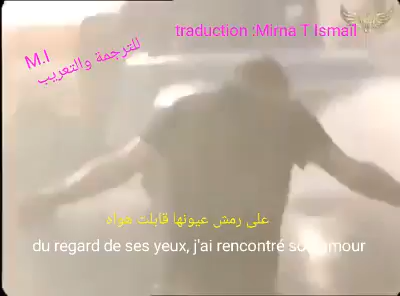 traduction :Mirna T Ismail
M.I
للترجمة والتعريب
على رمش عيونها قابلت هواه
du regard de ses yeux, j'ai rencontré son amour